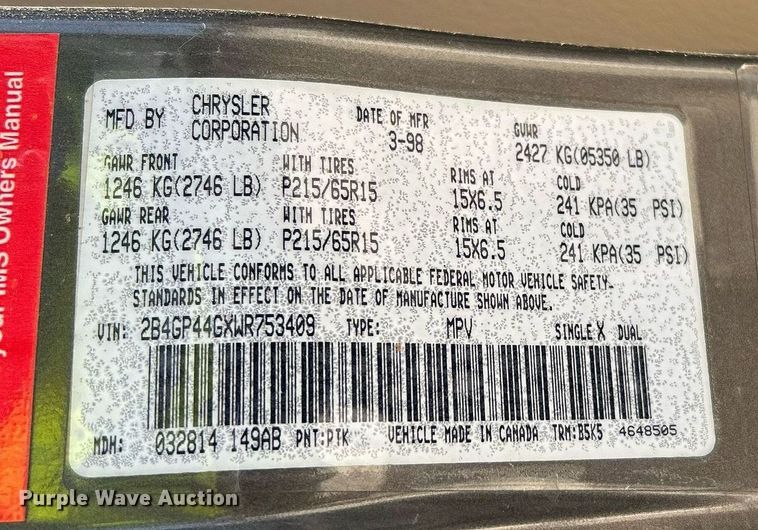 your IMS Owners Manual
MFD BY CHRYSLER CORPORATION DATE OF MFR 3-98 GVWR 2427 KG(05350 LB)
GAWR FRONT WITH TIRES RIMS AT COLD
1246 KG(2746 LB) P215/65R15 15X6.5 241 KPA(35 PSI)
GAWR REAR WITH TIRES RIMS AT COLD
1246 KG(2746 LB) P215/65R15 15X6.5 241 KPA(35 PSI)
THIS VEHICLE CONFORMS TO ALL APPLICABLE FEDERAL MOTOR VEHICLE SAFETY
STANDARDS IN EFFECT ON THE DATE OF MANUFACTURE SHOWN ABOVE.
VIN: 2B4GP44GXWR753409 TYPE: MPV SINGLE X DUAL
MDH: 032814 149AB PNT:PTK VEHICLE MADE IN CANADA TRM:B5K5 4648505
Purple Wave Auction